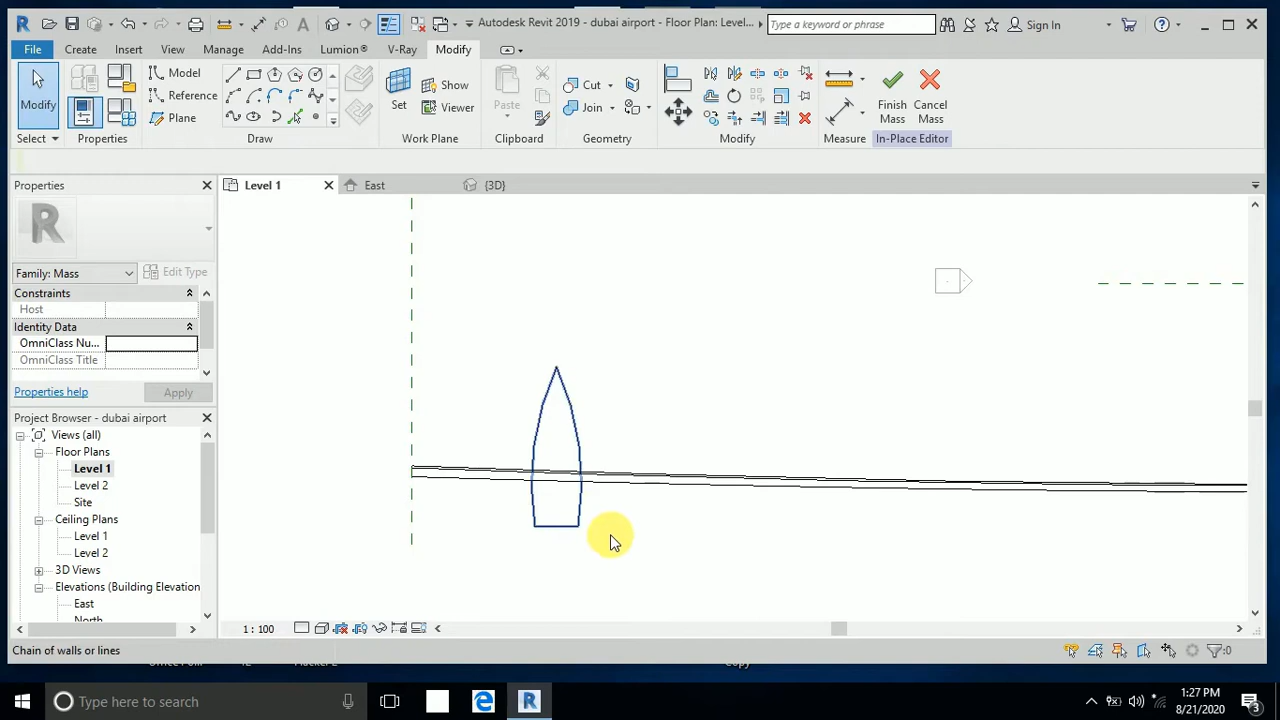 Autodesk Revit 2019 - dubai airport - Floor Plan: Level...
Type a keyword or phrase
Sign In
File
Create
Insert
View
Manage
Add-Ins
Lumion®
V-Ray
Modify
Modify
Model
Reference
Plane
Set
Show
Viewer
Paste
Cut
Join
Finish Mass
Cancel Mass
Select
Properties
Draw
Work Plane
Clipboard
Geometry
Modify
Measure
In-Place Editor
Properties
Level 1
East
{3D}
Family: Mass
Edit Type
Constraints
Host
Identity Data
OmniClass Nu...
OmniClass Title
Properties help
Apply
Project Browser - dubai airport
Views (all)
Floor Plans
Level 1
Level 2
Site
Ceiling Plans
Level 1
Level 2
3D Views
Elevations (Building Elevation
East
North
1 : 100
Chain of walls or lines
:0
Copy
Type here to search
1:27 PM
8/21/2020
3